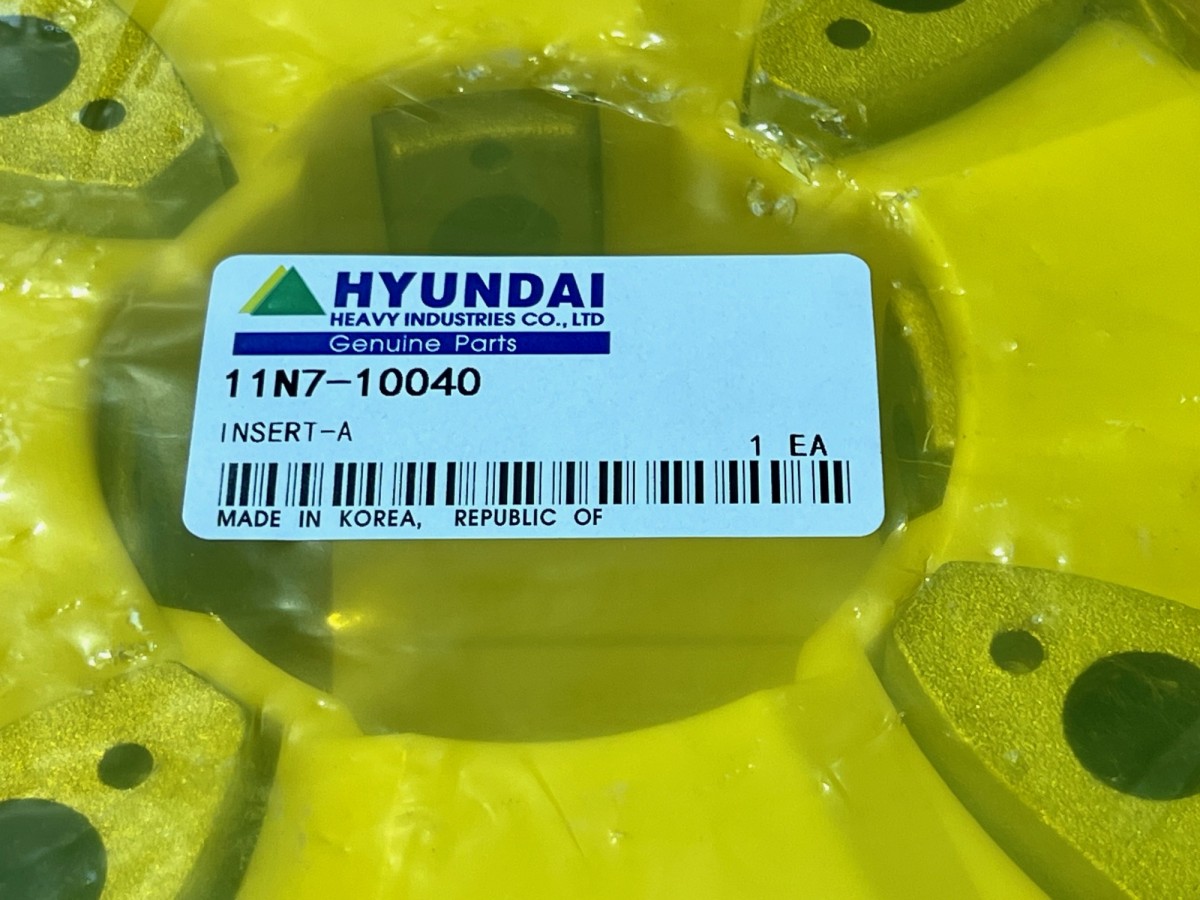 HYUNDAI
HEAVY INDUSTRIES CO., LTD
Genuine Parts
11N7-10040
INSERT-A
1 EA
MADE IN KOREA, REPUBLIC OF